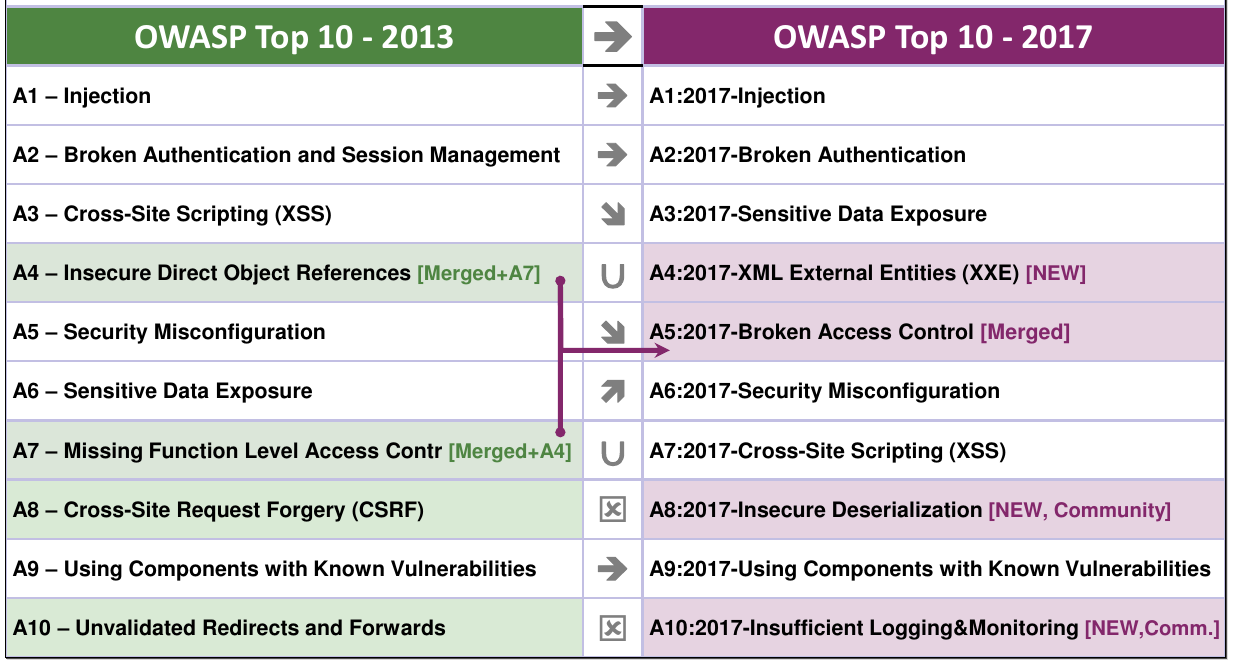 OWASP Top 10 - 2013 OWASP Top 10 - 2017
A1 – Injection A1:2017-Injection
A2 – Broken Authentication and Session Management A2:2017-Broken Authentication
A3 – Cross-Site Scripting (XSS) A3:2017-Sensitive Data Exposure
A4 – Insecure Direct Object References [Merged+A7] A4:2017-XML External Entities (XXE) [NEW]
A5 – Security Misconfiguration A5:2017-Broken Access Control [Merged]
A6 – Sensitive Data Exposure A6:2017-Security Misconfiguration
A7 – Missing Function Level Access Contr [Merged+A4] A7:2017-Cross-Site Scripting (XSS)
A8 – Cross-Site Request Forgery (CSRF) A8:2017-Insecure Deserialization [NEW, Community]
A9 – Using Components with Known Vulnerabilities A9:2017-Using Components with Known Vulnerabilities
A10 – Unvalidated Redirects and Forwards A10:2017-Insufficient Logging&Monitoring [NEW,Comm.]